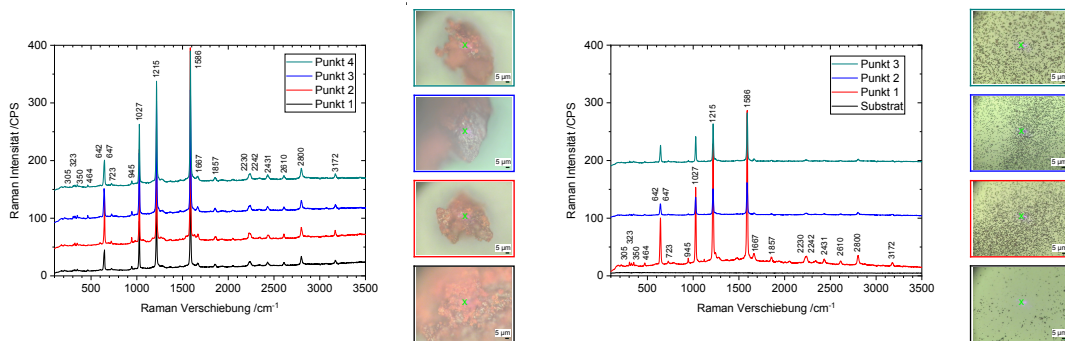 400
300
200
100
0
Raman Intensität /CPS
Punkt 4
Punkt 3
Punkt 2
Punkt 1
305
323
350
464
642
647
723
945
1027
1215
1586
1667
1857
2230
2242
2431
2610
2800
3172
500 1000 1500 2000 2500 3000 3500
Raman Verschiebung /cm-1
5 µm
5 µm
5 µm
5 µm
400
300
200
100
0
Raman Intensität /CPS
Punkt 3
Punkt 2
Punkt 1
Substrat
305
323
350
464
642
647
723
945
1027
1215
1586
1667
1857
2230
2242
2431
2610
2800
3172
500 1000 1500 2000 2500 3000 3500
Raman Verschiebung /cm-1
5 µm
5 µm
5 µm
5 µm